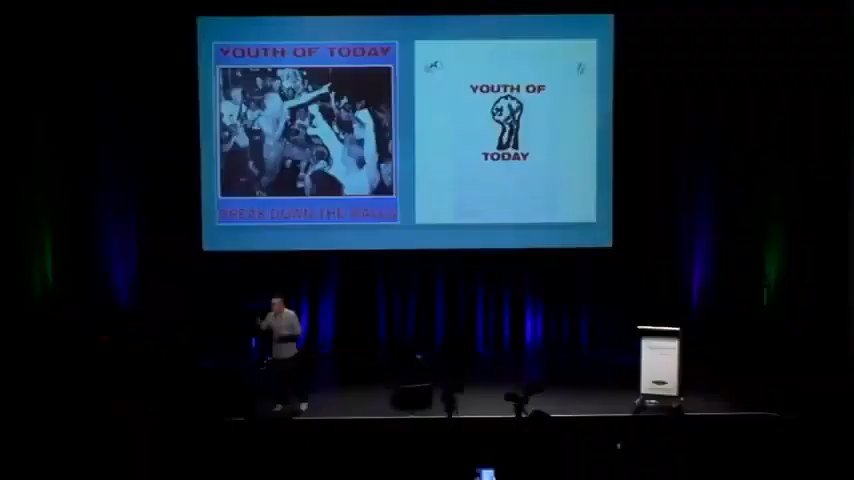 YOUTH OF TODAY
BREAK DOWN THE WALLS
YOUTH OF
TODAY